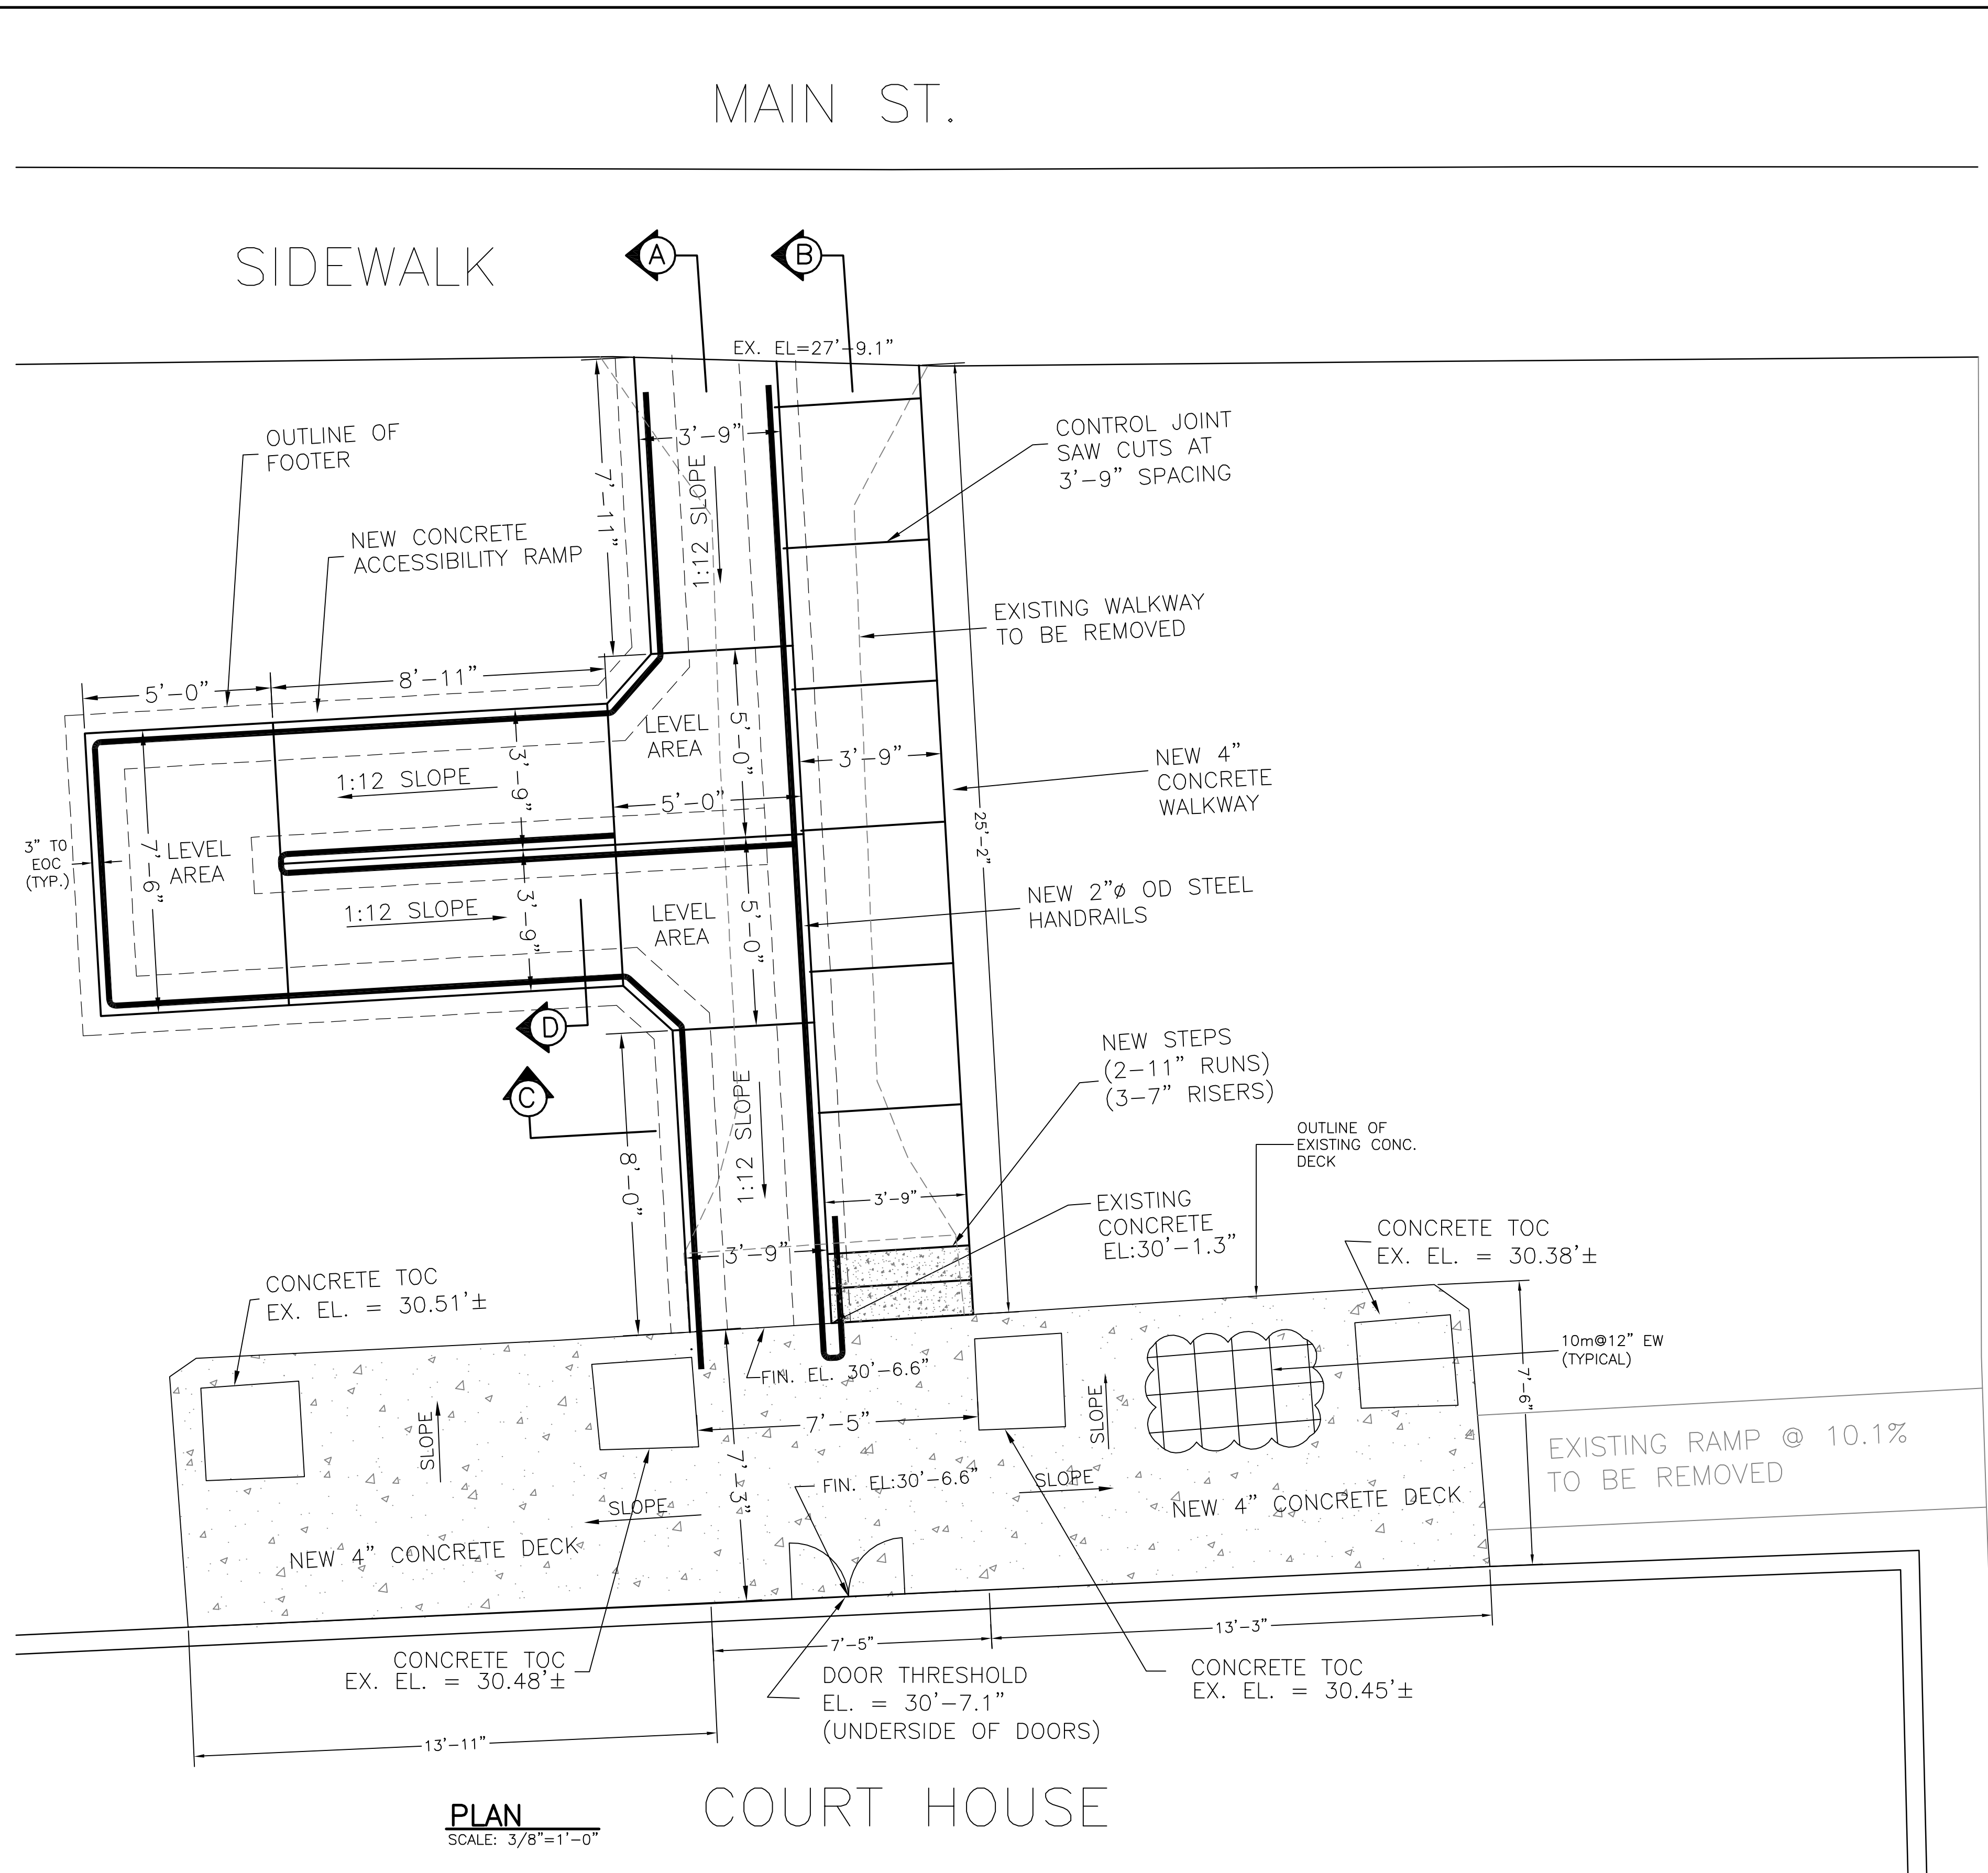 MAIN ST.
SIDEWALK
A
B
EX. EL=27'-9.1"
3'-9"
7'-11"
1:12 SLOPE
OUTLINE OF
FOOTER
NEW CONCRETE
ACCESSIBILITY RAMP
CONTROL JOINT
SAW CUTS AT
3'-9" SPACING
EXISTING WALKWAY
TO BE REMOVED
5'-0"
8'-11"
LEVEL
AREA
5'-0"
3'-9"
3'-9"
1:12 SLOPE
5'-0"
NEW 4"
CONCRETE
WALKWAY
25'-2"
3" TO
EOC
(TYP.)
7'-6"
LEVEL
AREA
1:12 SLOPE
3'-9"
LEVEL
AREA
5'-0"
NEW 2"Ø OD STEEL
HANDRAILS
D
C
NEW STEPS
(2-11" RUNS)
(3-7" RISERS)
1:12 SLOPE
8'-0"
OUTLINE OF
EXISTING CONC.
DECK
3'-9"
EXISTING
CONCRETE
EL:30'-1.3"
3'-9"
CONCRETE TOC
EX. EL. = 30.38'±
CONCRETE TOC
EX. EL. = 30.51'±
10m@12" EW
(TYPICAL)
7'-6"
FIN. EL. 30'-6.6"
7'-5"
SLOPE
SLOPE
7'-3"
FIN. EL:30'-6.6"
SLOPE
SLOPE
EXISTING RAMP @ 10.1%
TO BE REMOVED
NEW 4" CONCRETE DECK
NEW 4" CONCRETE DECK
7'-5"
13'-3"
CONCRETE TOC
EX. EL. = 30.48'±
DOOR THRESHOLD
EL. = 30'-7.1"
(UNDERSIDE OF DOORS)
CONCRETE TOC
EX. EL. = 30.45'±
13'-11"
COURT HOUSE
PLAN
SCALE: 3/8"=1'-0"